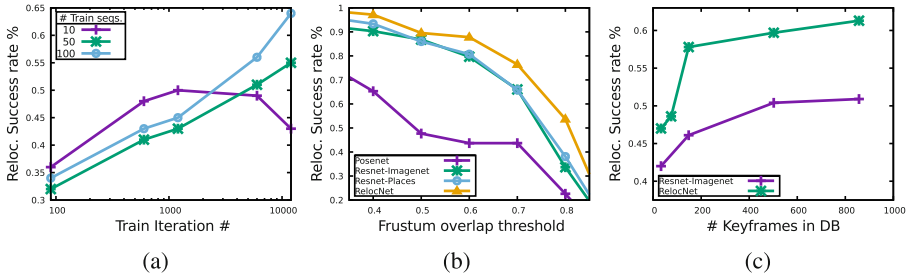 Reloc. Success rate %
0.65
0.6
0.55
0.5
0.45
0.4
0.35
0.3
# Train seqs.
10
50
100
100
1000
10000
Train Iteration #
(a)
Reloc. Success rate %
1
0.9
0.8
0.7
0.6
0.5
0.4
0.3
0.2
Posenet
Resnet-Imagenet
Resnet-Places
RelocNet
0.4
0.5
0.6
0.7
0.8
Frustum overlap threshold
(b)
Reloc. Success rate %
0.6
0.55
0.5
0.45
0.4
Resnet-Imagenet
RelocNet
0
200
400
600
800
1000
# Keyframes in DB
(c)